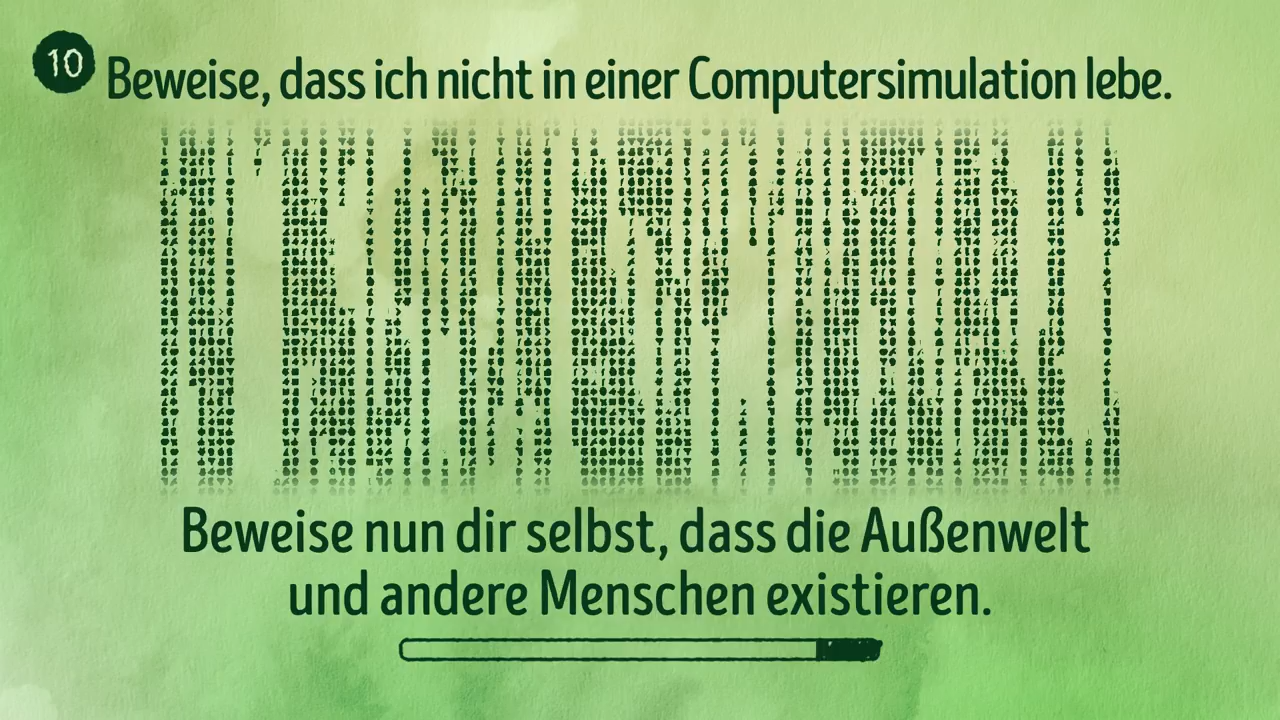 10 Beweise, dass ich nicht in einer Computersimulation lebe.
Beweise nun dir selbst, dass die Außenwelt
und andere Menschen existieren.